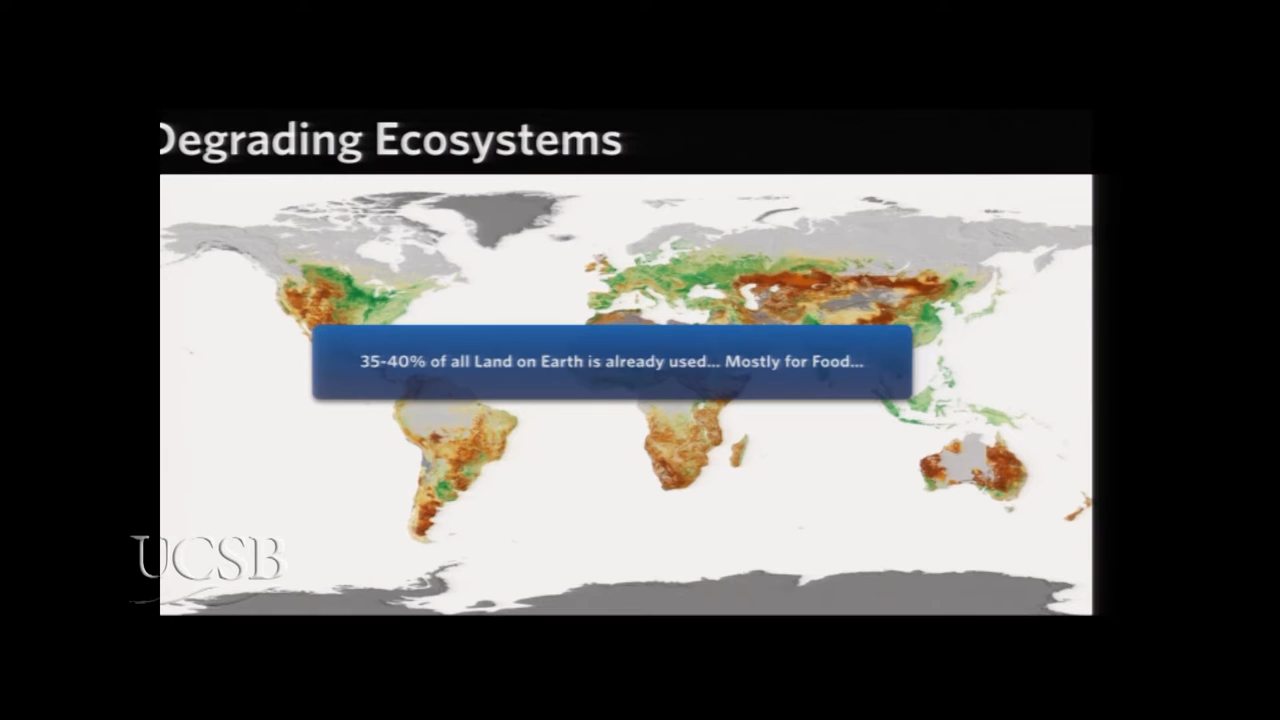 Degrading Ecosystems
35-40% of all Land on Earth is already used... Mostly for Food...
UCSB